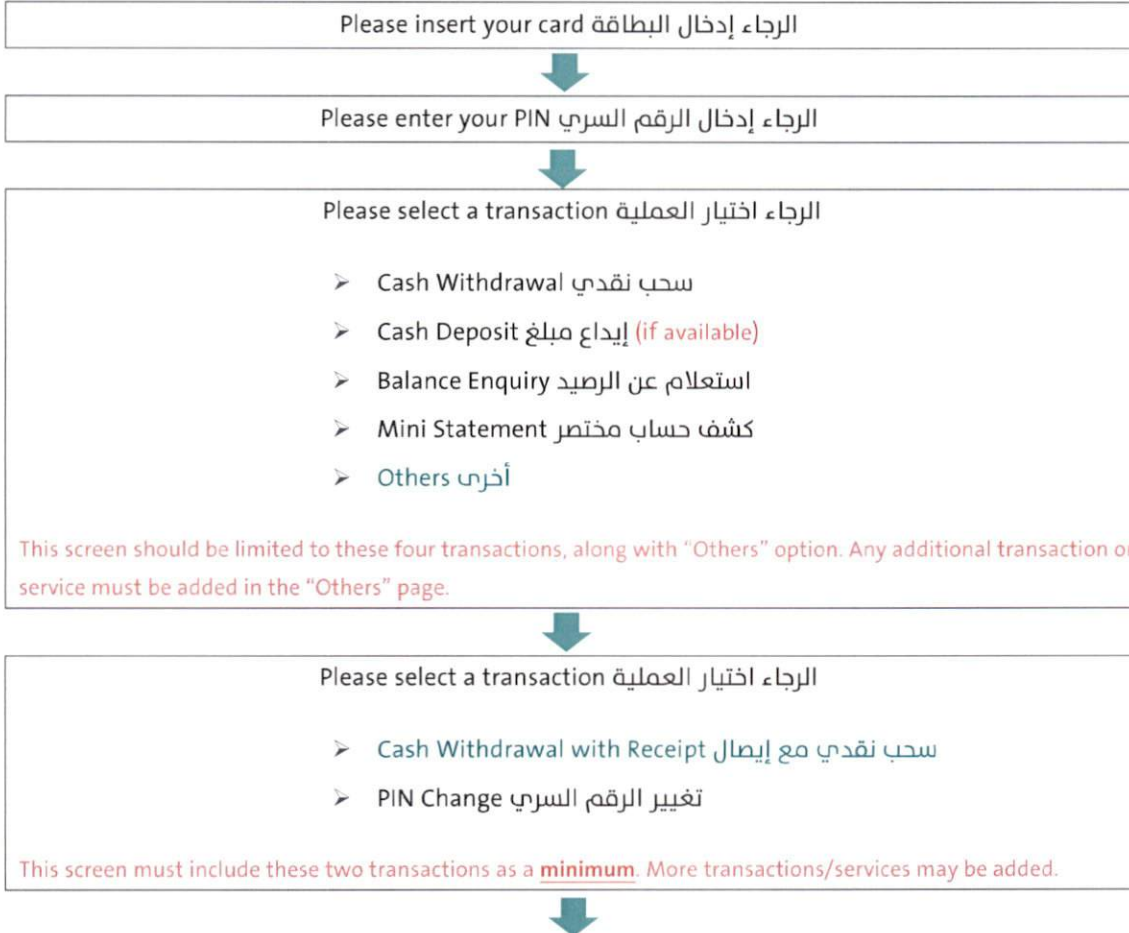 Please insert your card الرجاء إدخال البطاقة
Please enter your PIN الرجاء إدخال الرقم السري
Please select a transaction الرجاء اختيار العملية
➤ Cash Withdrawal سحب نقدي
➤ Cash Deposit إيداع مبلغ (if available)
➤ Balance Enquiry استعلام عن الرصيد
➤ Mini Statement كشف حساب مختصر
➤ Others أخرى
This screen should be limited to these four transactions, along with “Others” option. Any additional transaction or
service must be added in the “Others” page.
Please select a transaction الرجاء اختيار العملية
➤ Cash Withdrawal with Receipt سحب نقدي مع إيصال
➤ PIN Change تغيير الرقم السري
This screen must include these two transactions as a minimum. More transactions/services may be added.